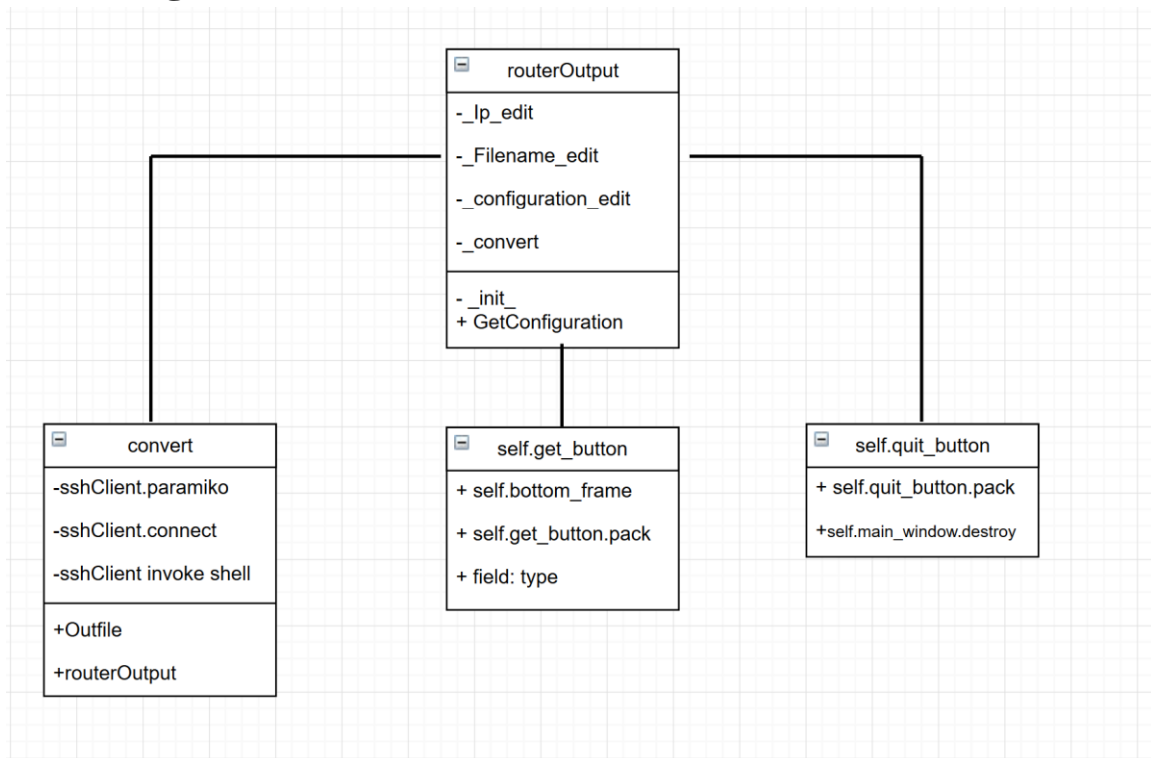 routerOutput
-_Ip_edit
-_Filename_edit
-_configuration_edit
-_convert
- _init_
+ GetConfiguration
convert
-sshClient.paramiko
-sshClient.connect
-sshClient invoke shell
+Outfile
+routerOutput
self.get_button
+ self.bottom_frame
+ self.get_button.pack
+ field: type
self.quit_button
+ self.quit_button.pack
+self.main_window.destroy